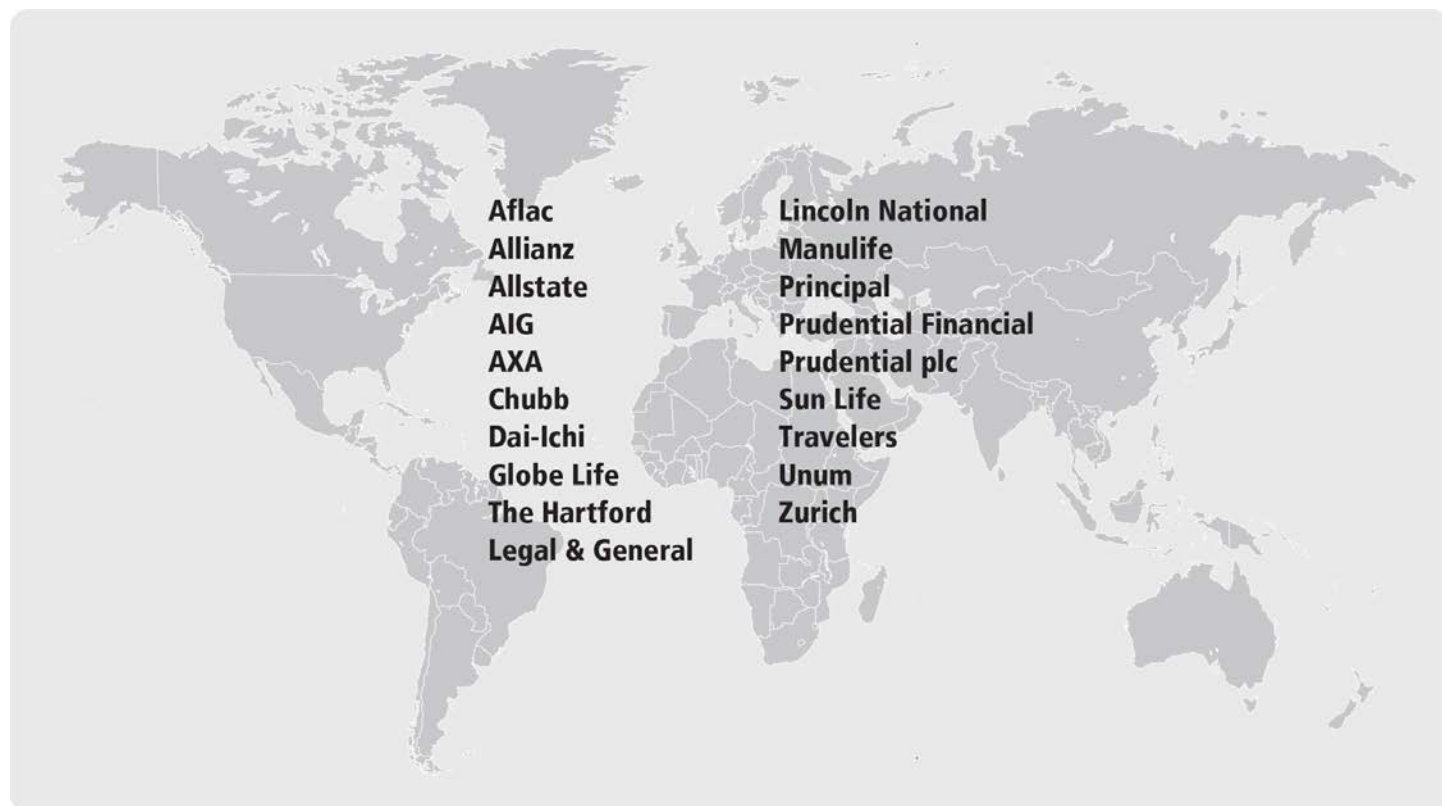 Aflac
Allianz
Allstate
AIG
AXA
Chubb
Dai-Ichi
Globe Life
The Hartford
Legal & General
Lincoln National
Manulife
Principal
Prudential Financial
Prudential plc
Sun Life
Travelers
Unum
Zurich